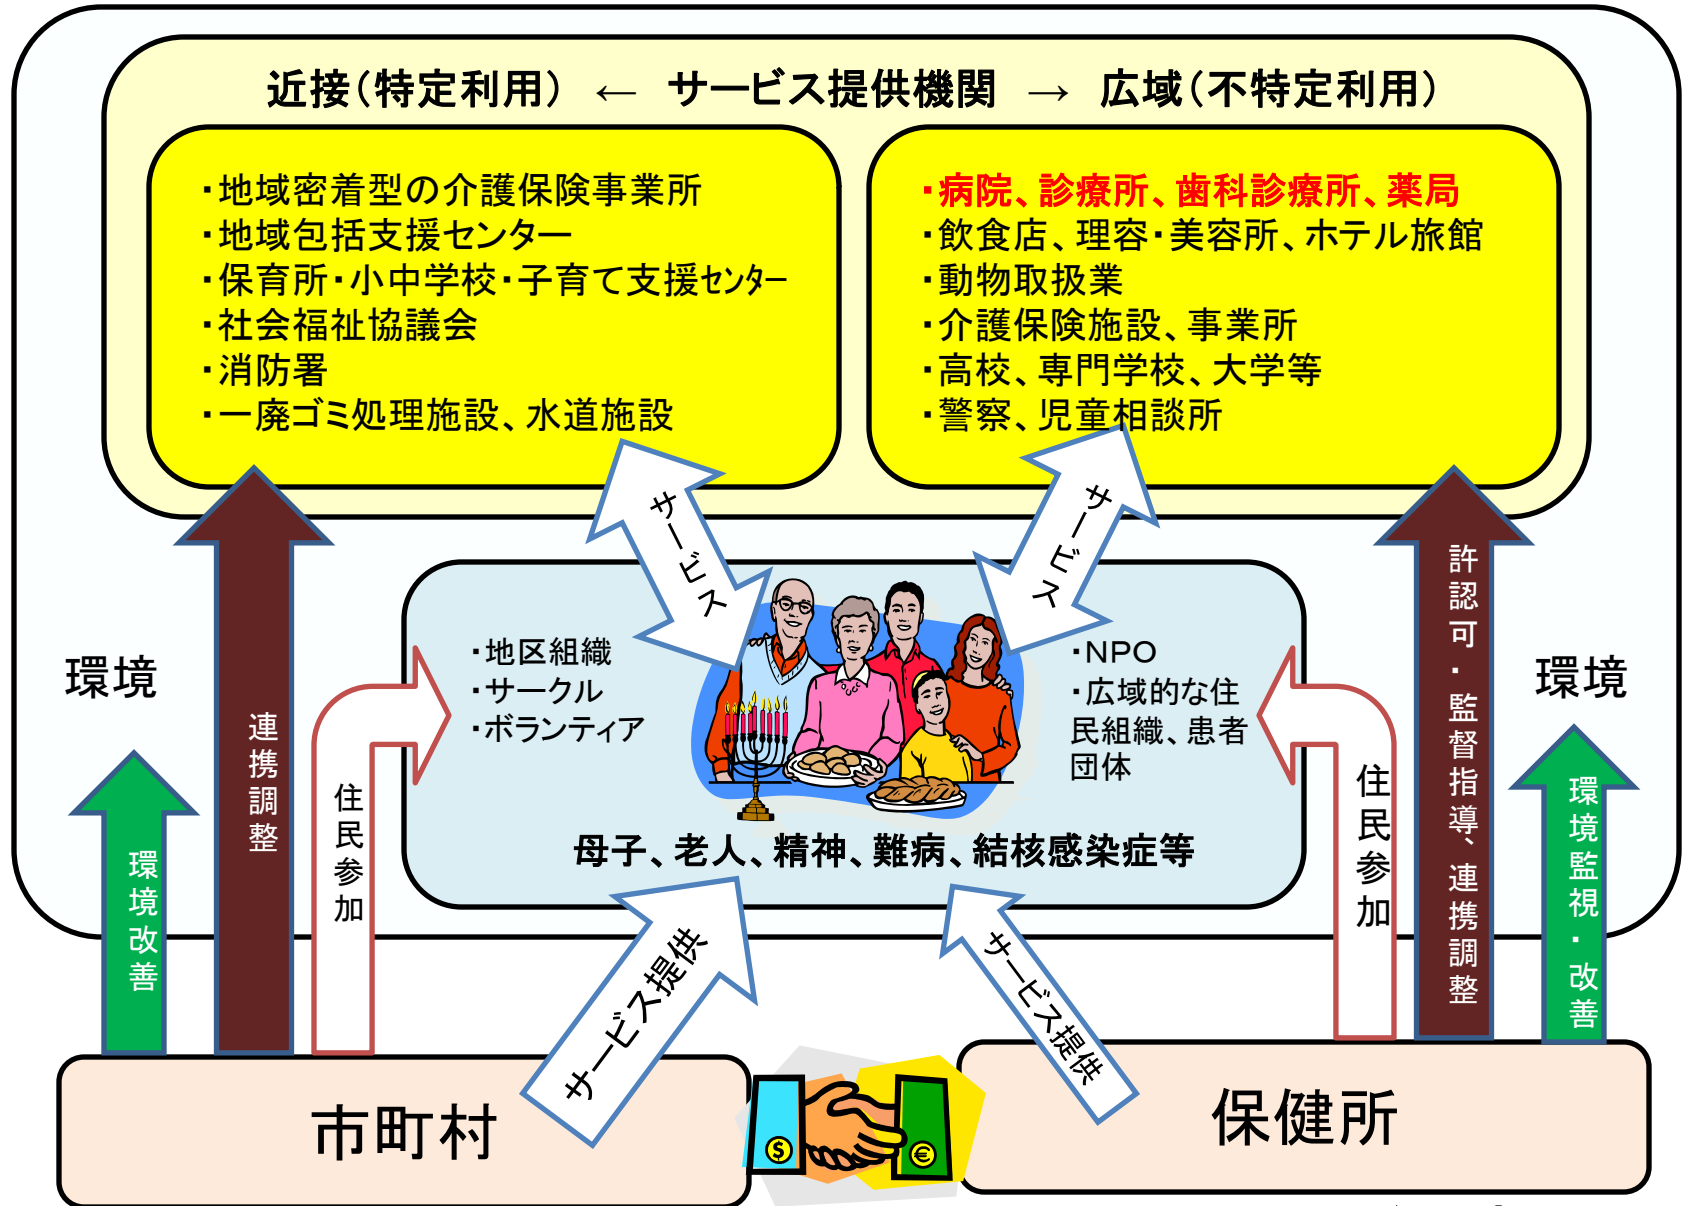 近接（特定利用） ← サービス提供機関 → 広域（不特定利用）
・地域密着型の介護保険事業所
・地域包括支援センター
・保育所・小中学校・子育て支援センター
・社会福祉協議会
・消防署
・一廃ゴミ処理施設、水道施設
・病院、診療所、歯科診療所、薬局
・飲食店、理容・美容所、ホテル旅館
・動物取扱業
・介護保険施設、事業所
・高校、専門学校、大学等
・警察、児童相談所
サービス
サービス
環境
環境
・地区組織
・サークル
・ボランティア
・NPO
・広域的な住
民組織、患者
団体
母子、老人、精神、難病、結核感染症等
環境改善
連携調整
住民参加
サービス提供
サービス提供
住民参加
許認可・監督指導、連携調整
環境監視・改善
市町村
$
€
保健所